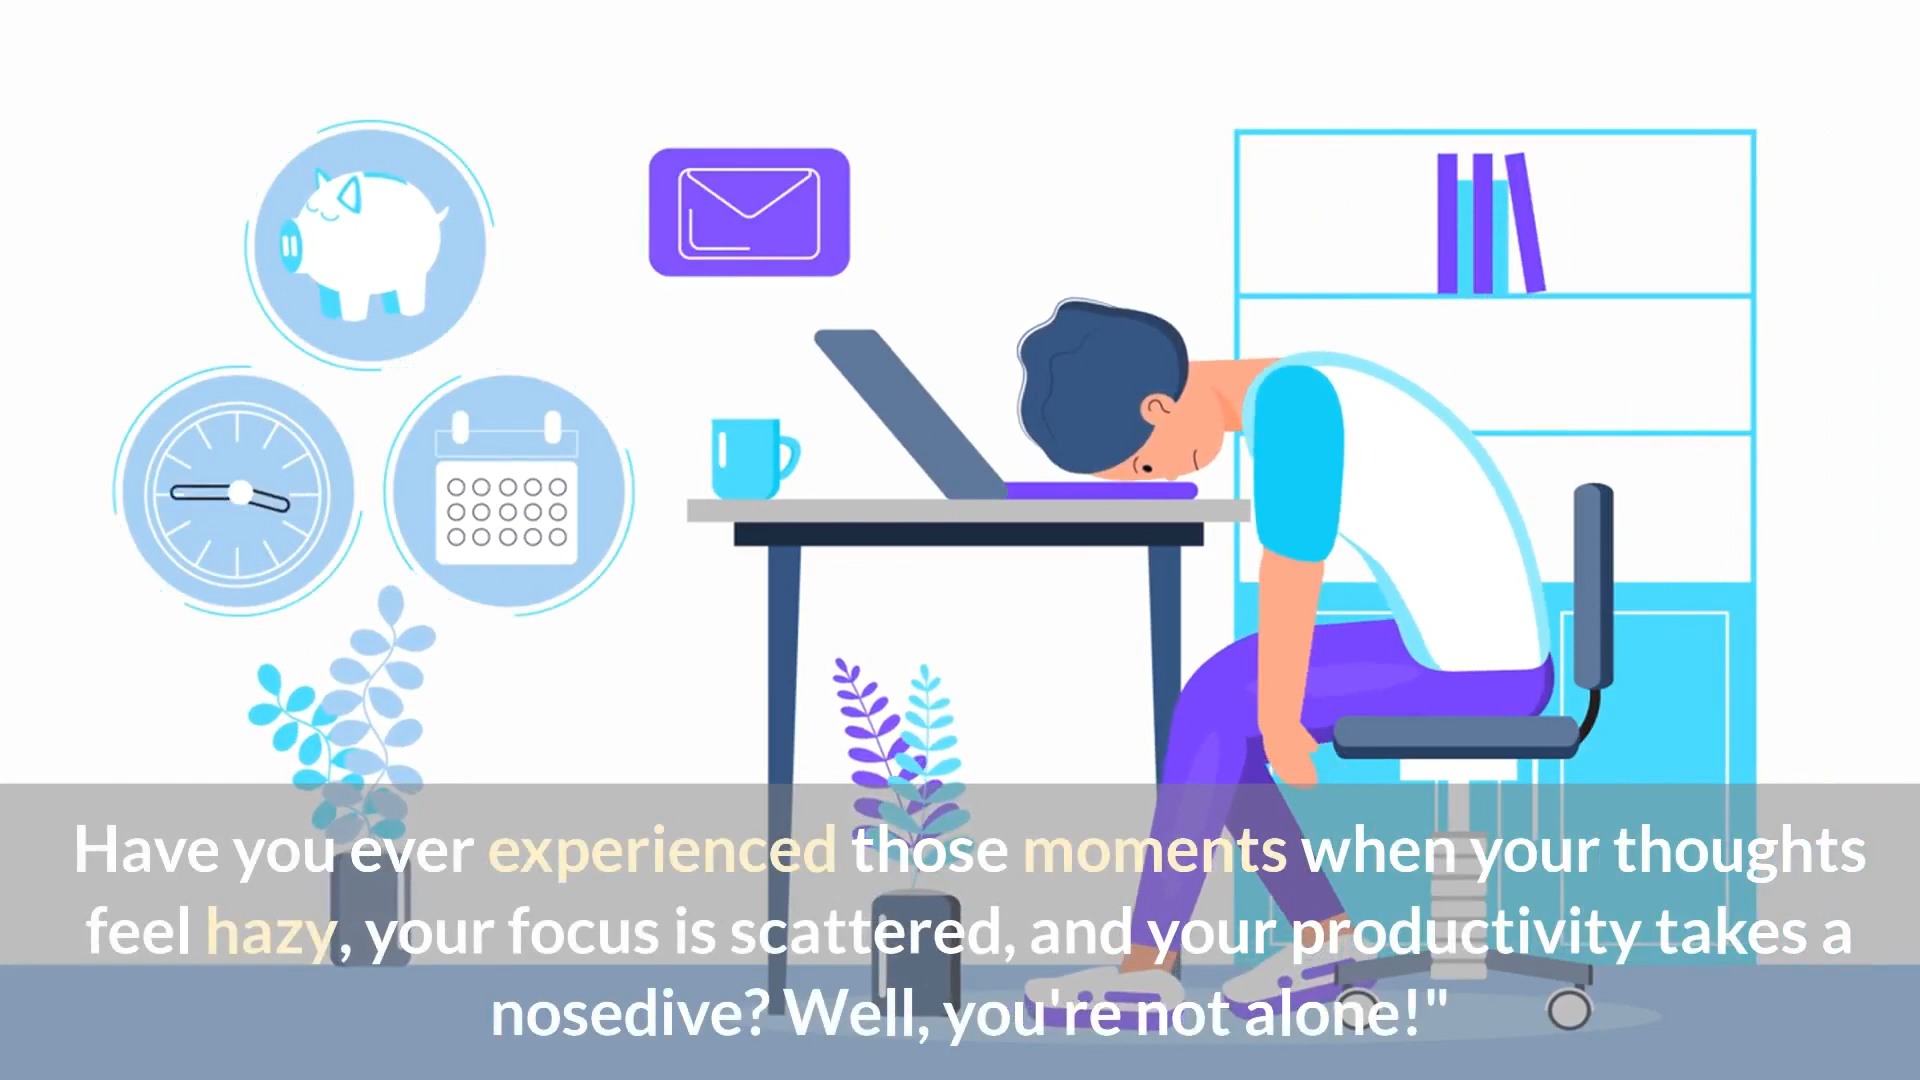 Have you ever experienced those moments when your thoughts
feel hazy, your focus is scattered, and your productivity takes a
nosedive? Well, you're not alone!"